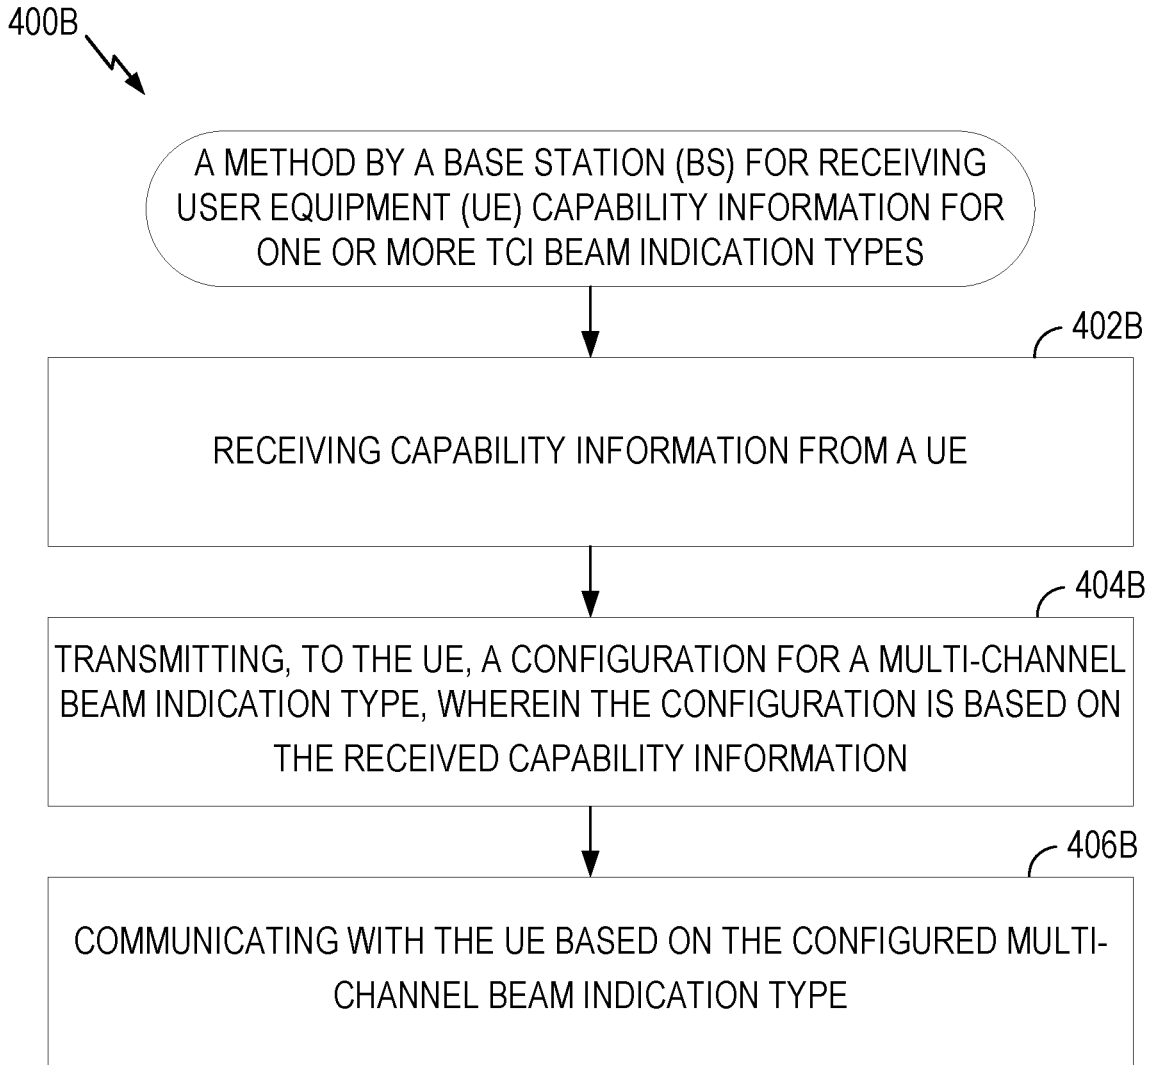 400B
A METHOD BY A BASE STATION (BS) FOR RECEIVING
USER EQUIPMENT (UE) CAPABILITY INFORMATION FOR
ONE OR MORE TCI BEAM INDICATION TYPES
402B
RECEIVING CAPABILITY INFORMATION FROM A UE
404B
TRANSMITTING, TO THE UE, A CONFIGURATION FOR A MULTI-CHANNEL
BEAM INDICATION TYPE, WHEREIN THE CONFIGURATION IS BASED ON
THE RECEIVED CAPABILITY INFORMATION
406B
COMMUNICATING WITH THE UE BASED ON THE CONFIGURED MULTI-
CHANNEL BEAM INDICATION TYPE